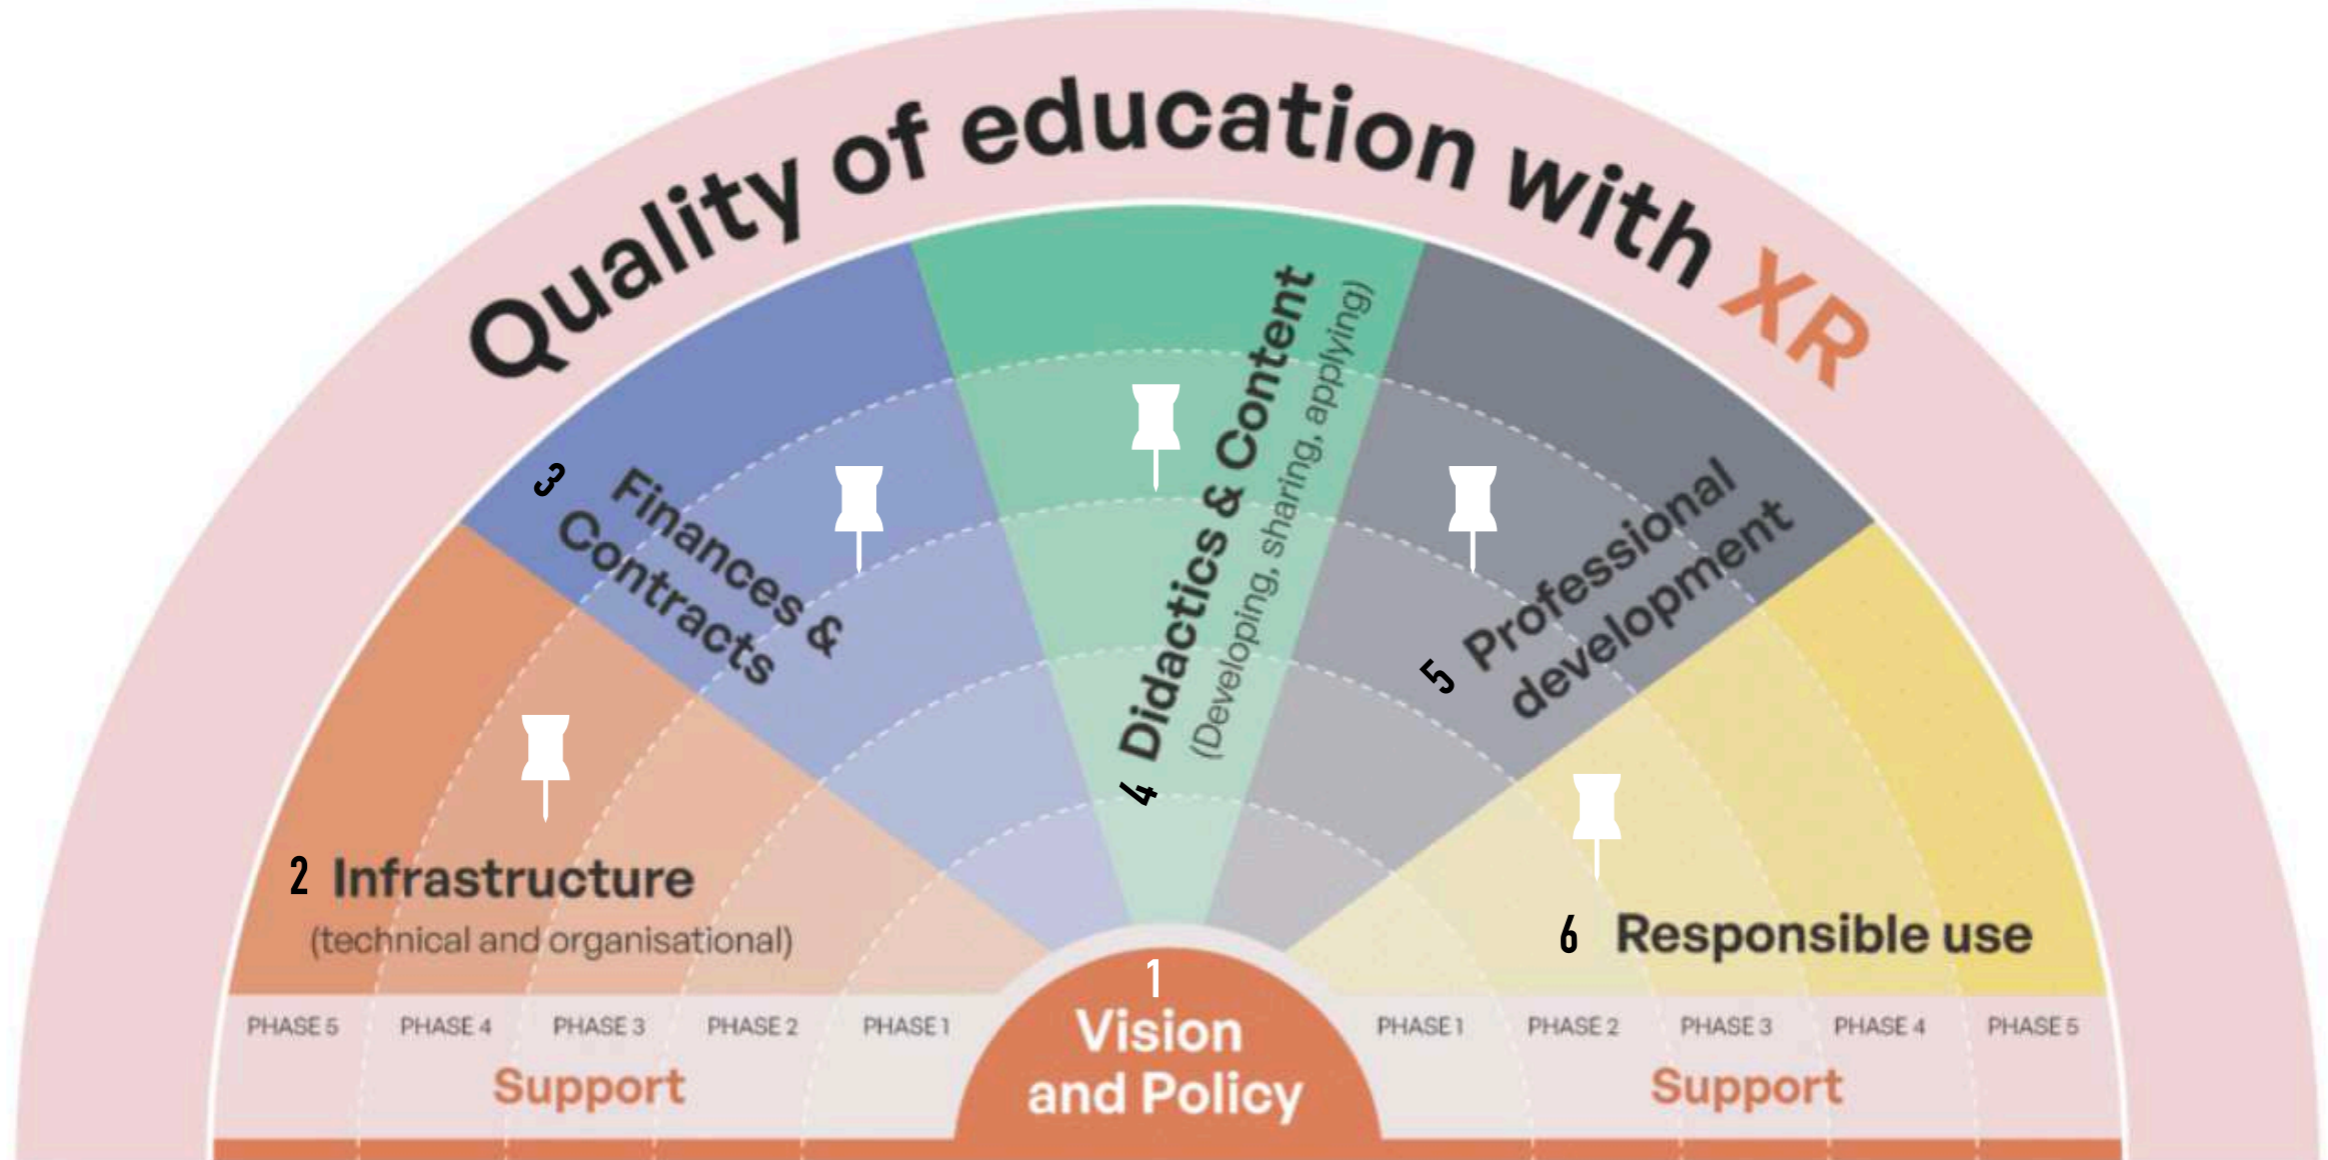 Quality of education with XR
3 Finances &
Contracts
4 Didactics & Content
(Developing, sharing, applying)
5 Professional
development
2 Infrastructure
(technical and organisational)
6 Responsible use
1
Vision
and Policy
PHASE 5 PHASE 4 PHASE 3 PHASE 2 PHASE 1
PHASE 1 PHASE 2 PHASE 3 PHASE 4 PHASE 5
Support
Support